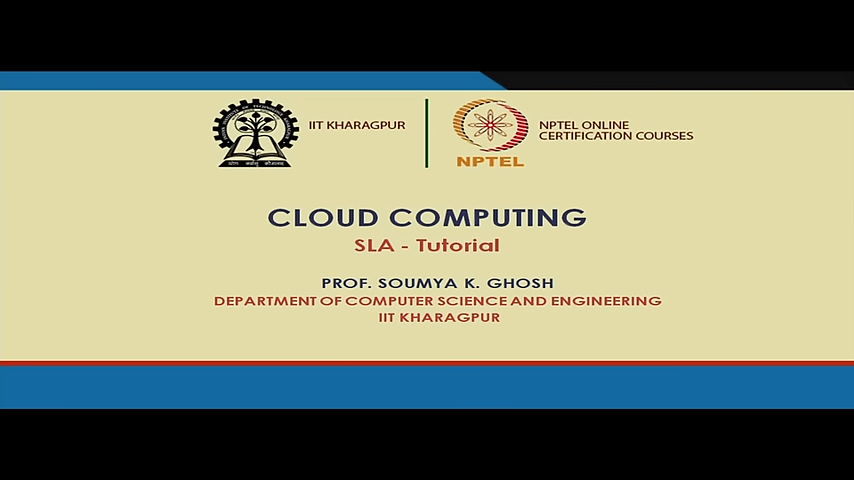 IIT KHARAGPUR
NPTEL
NPTEL ONLINE
CERTIFICATION COURSES
CLOUD COMPUTING
SLA - Tutorial
PROF. SOUMYA K. GHOSH
DEPARTMENT OF COMPUTER SCIENCE AND ENGINEERING
IIT KHARAGPUR